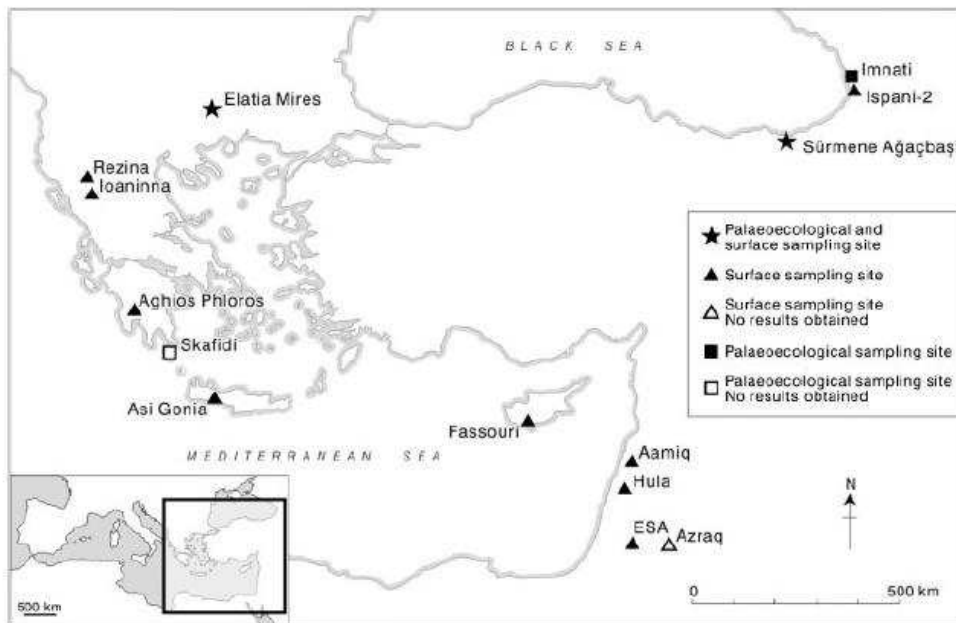 BLACK SEA
Imnati
Ispani-2
Elatia Mires
Sürmene Ağaçbaşı
Rezina
Ioaninna
Palaeoecological and
surface sampling site
Surface sampling site
Surface sampling site
No results obtained
Palaeoecological sampling site
Palaeoecological sampling site
No results obtained
Aghios Phloros
Skafidi
Asi Gonia
Fassouri
MEDITERRANEAN SEA
Aamiq
Hula
ESA
Azraq
N
0 500 km
500 km